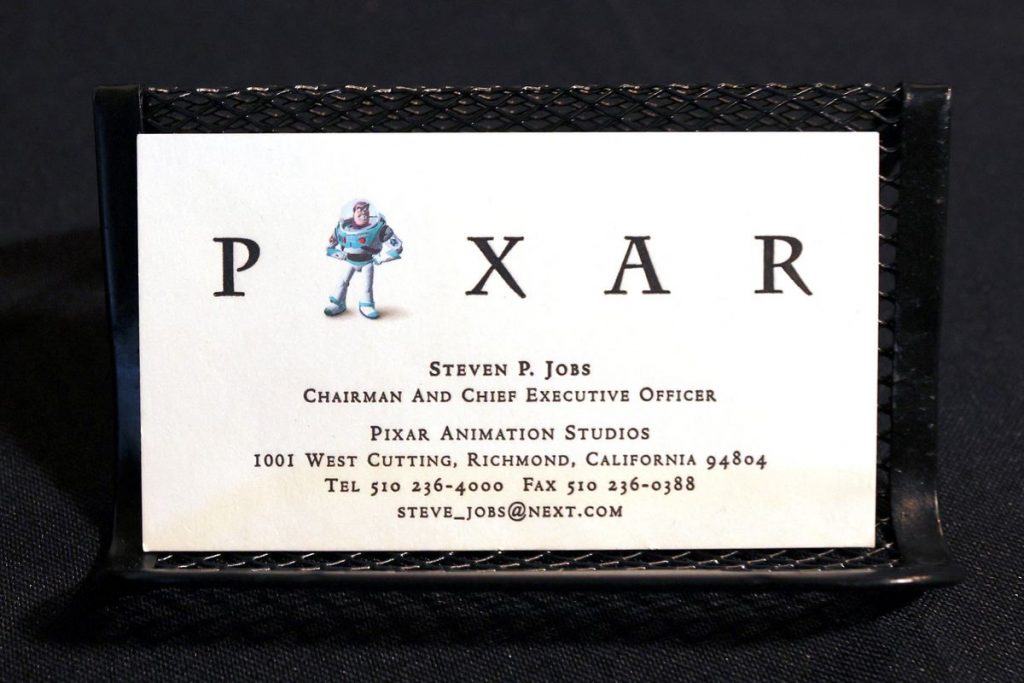 P XAR
Steven P. Jobs
Chairman And Chief Executive Officer
Pixar Animation Studios
1001 West Cutting, Richmond, California 94804
Tel 510 236-4000 Fax 510 236-0388
steve_jobs@next.com